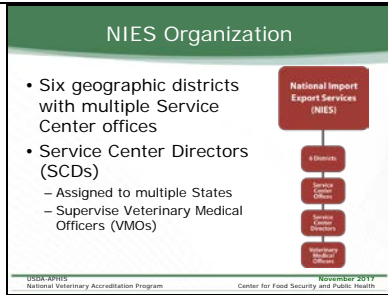 NIES Organization
• Six geographic districts
with multiple Service
Center offices
• Service Center Directors
(SCDs)
– Assigned to multiple States
– Supervise Veterinary Medical
Officers (VMOs)
National Import
Export Services
(NIES)
6 Districts
Service
Center
Offices
Service
Center
Directors
Veterinary
Medical
Officers
USDA-APHIS
National Veterinary Accreditation Program
November 2017
Center for Food Security and Public Health